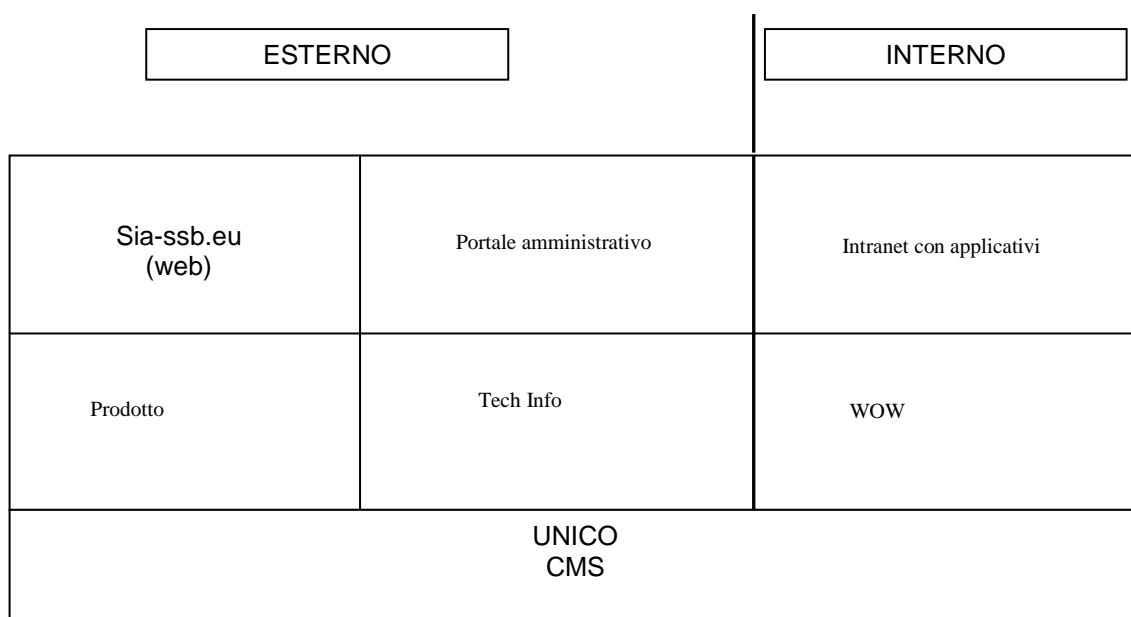 ESTERNO
INTERNO
Sia-ssb.eu
(web)
Portale amministrativo
Intranet con applicativi
Prodotto
Tech Info
WOW
UNICO
CMS